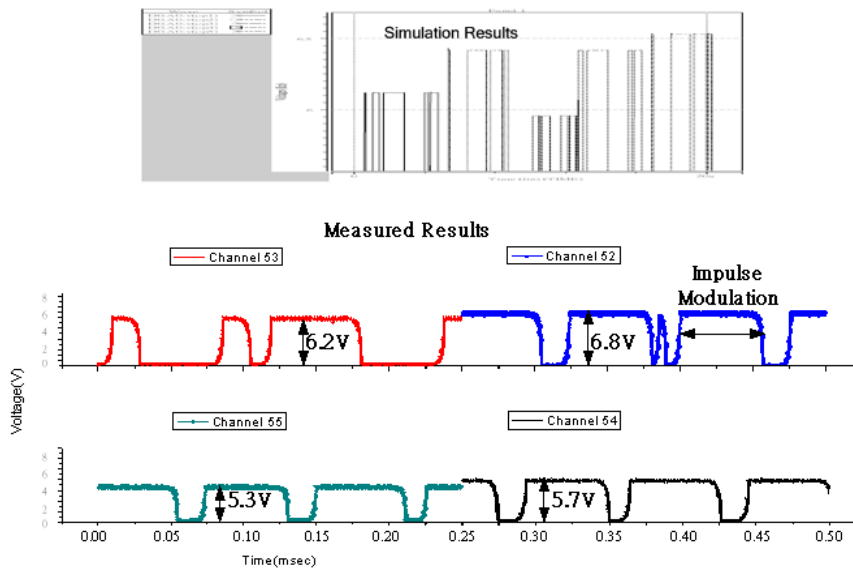 Simulation Results
Measured Results
Channel 53
Channel 52
Impulse
Modulation
8
6
4
2
0
6.2V
6.8V
Voltage(V)
Channel 55
Channel 54
8
6
4
2
0
5.3V
5.7V
0.00 0.05 0.10 0.15 0.20 0.25 0.30 0.35 0.40 0.45 0.50
Time(msec)